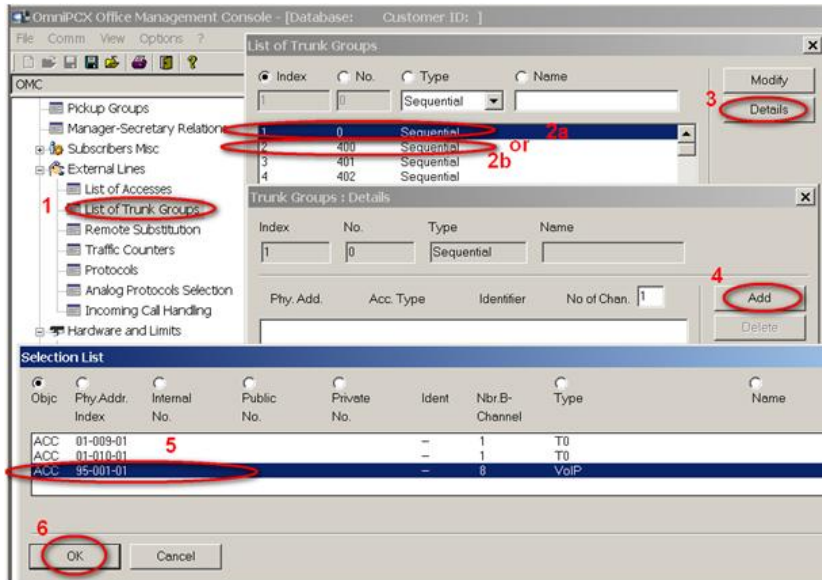 OmniPCX Office Management Console - [Database: Customer ID: ]
File Comm View Options ?
OMC
Pickup Groups
Manager-Secretary Relation
Subscribers Misc
External Lines
List of Accesses
1 List of Trunk Groups
Remote Substitution
Traffic Counters
Protocols
Analog Protocols Selection
Incoming Call Handling
Hardware and Limits
List of Trunk Groups
Index No. Type Name
1 0 Sequential
Modify
3 Details
1 0 Sequential 2a
or
2 400 Sequential
2b
3 401 Sequential
4 402 Sequential
Trunk Groups : Details
Index No. Type Name
1 0 Sequential
4
Phy. Add. Acc. Type Identifier No of Chan. 1 Add
Delete
Selection List
Objc Phy.Addr. Internal Public Private Ident Nbr.B- Type Name
Index No. No. No. Channel
ACC 01-009-01 – 1 T0
5
ACC 01-010-01 – 1 T0
ACC 95-001-01 – 8 VoIP
6
OK Cancel